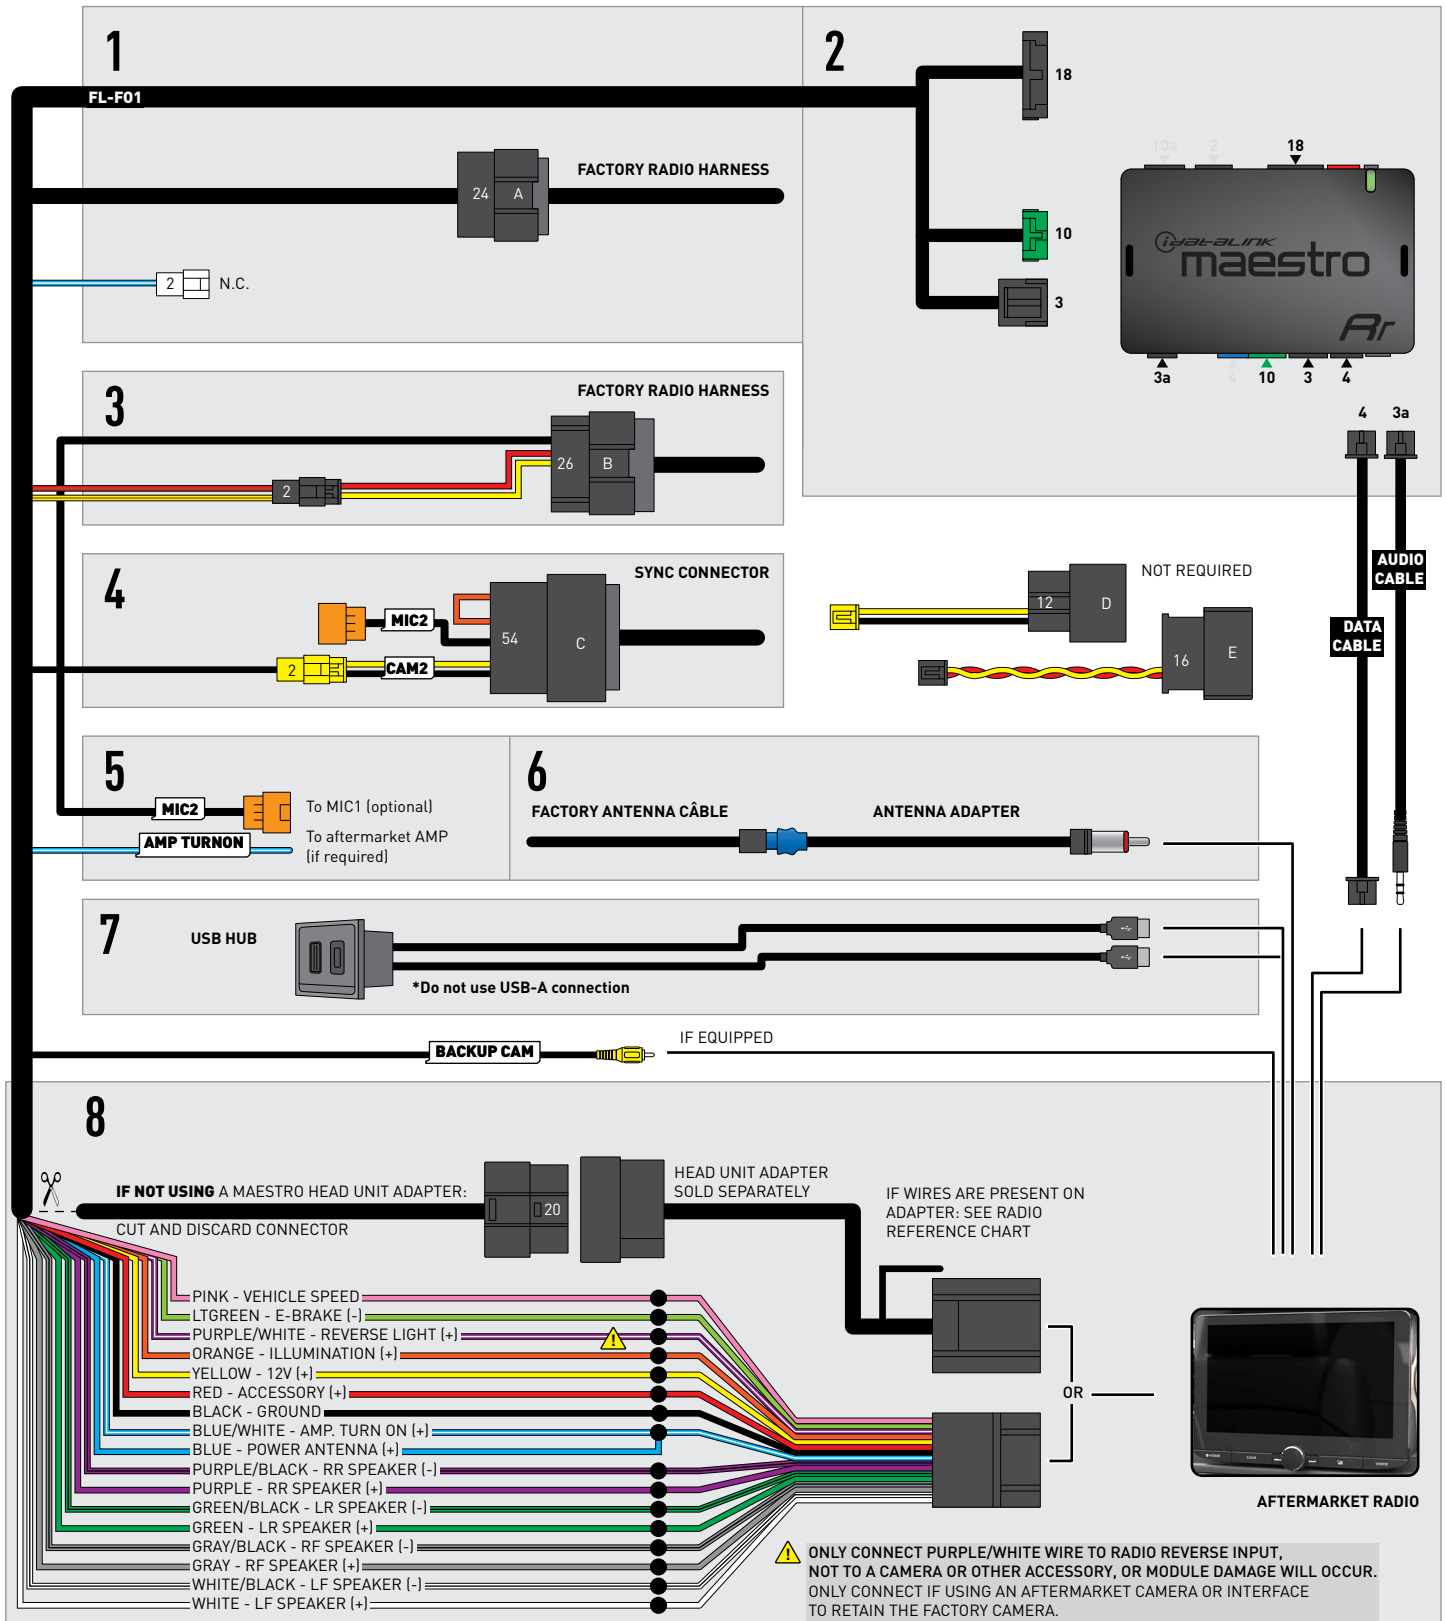 1
FL-F01
FACTORY RADIO HARNESS
24
A
2
N.C.
2
18
10
3
10a
2
18
idataLINK
maestro
Rr
3a
4
10
3
4
4
3a
AUDIO
CABLE
DATA
CABLE
3
FACTORY RADIO HARNESS
26
B
2
4
SYNC CONNECTOR
MIC2
54
C
2
CAM2
NOT REQUIRED
12
D
16
E
5
MIC2
To MIC1 (optional)
AMP TURNON
To aftermarket AMP
(if required)
6
FACTORY ANTENNA CÂBLE
ANTENNA ADAPTER
7
USB HUB
*Do not use USB-A connection
BACKUP CAM
IF EQUIPPED
8
IF NOT USING A MAESTRO HEAD UNIT ADAPTER:
CUT AND DISCARD CONNECTOR
20
HEAD UNIT ADAPTER
SOLD SEPARATELY
IF WIRES ARE PRESENT ON
ADAPTER: SEE RADIO
REFERENCE CHART
PINK - VEHICLE SPEED
LTGREEN - E-BRAKE (-)
PURPLE/WHITE - REVERSE LIGHT (+)
ORANGE - ILLUMINATION (+)
YELLOW - 12V (+)
RED - ACCESSORY (+)
BLACK - GROUND
BLUE/WHITE - AMP. TURN ON (+)
BLUE - POWER ANTENNA (+)
PURPLE/BLACK - RR SPEAKER (-)
PURPLE - RR SPEAKER (+)
GREEN/BLACK - LR SPEAKER (-)
GREEN - LR SPEAKER (+)
GRAY/BLACK - RF SPEAKER (-)
GRAY - RF SPEAKER (+)
WHITE/BLACK - LF SPEAKER (-)
WHITE - LF SPEAKER (+)
OR
CAM
AFTERMARKET RADIO
ONLY CONNECT PURPLE/WHITE WIRE TO RADIO REVERSE INPUT,
NOT TO A CAMERA OR OTHER ACCESSORY, OR MODULE DAMAGE WILL OCCUR.
ONLY CONNECT IF USING AN AFTERMARKET CAMERA OR INTERFACE
TO RETAIN THE FACTORY CAMERA.